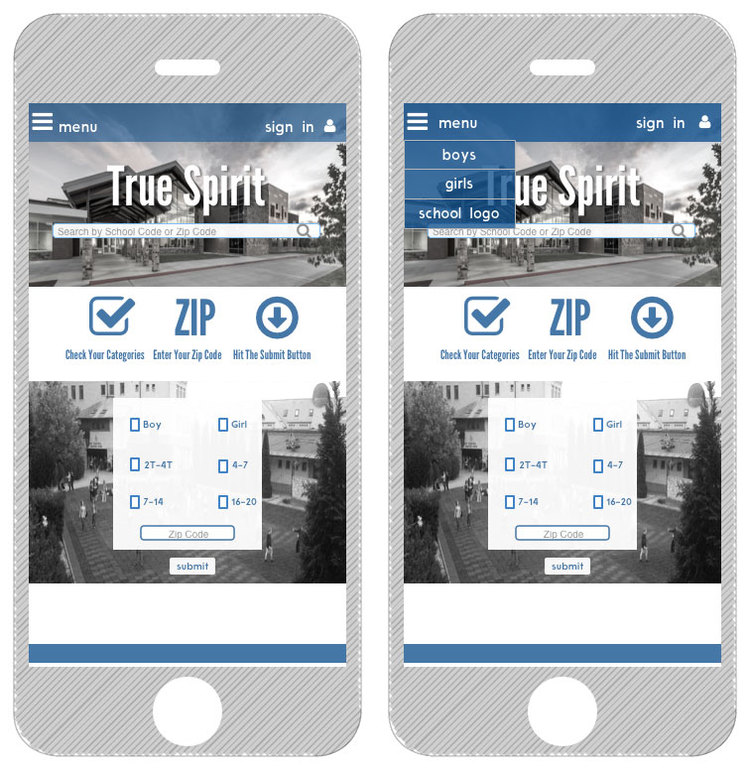 menu
sign in
True Spirit
Search by School Code or Zip Code
ZIP
Check Your Categories
Enter Your Zip Code
Hit The Submit Button
Boy
Girl
2T-4T
4-7
7-14
16-20
Zip Code
submit
menu
sign in
boys
girls
school logo
True Spirit
Search by School Code or Zip Code
ZIP
Check Your Categories
Enter Your Zip Code
Hit The Submit Button
Boy
Girl
2T-4T
4-7
7-14
16-20
Zip Code
submit